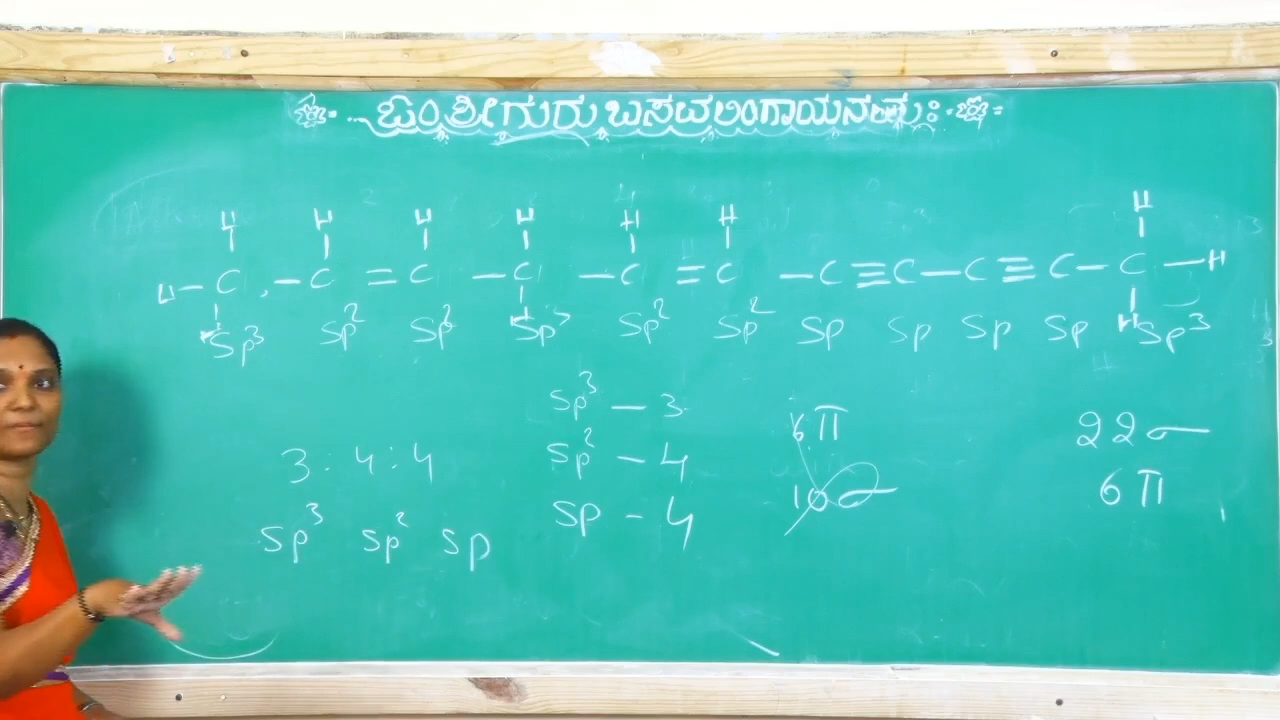 ಓಂ ಶ್ರೀ ಗುರು ಬಸವಲಿಂಗಾಯ ನಮಃ
H H H H H H H
H – C – C = C – C – C = C – C ≡ C – C ≡ C – C – H
H H H
Sp³ Sp² Sp² Sp³ Sp² Sp² Sp Sp Sp Sp Sp³
Sp³ – 3
Sp² – 4
Sp – 4
3 : 4 : 4
Sp³ Sp² Sp
6 π
10 σ
22 σ
6 π